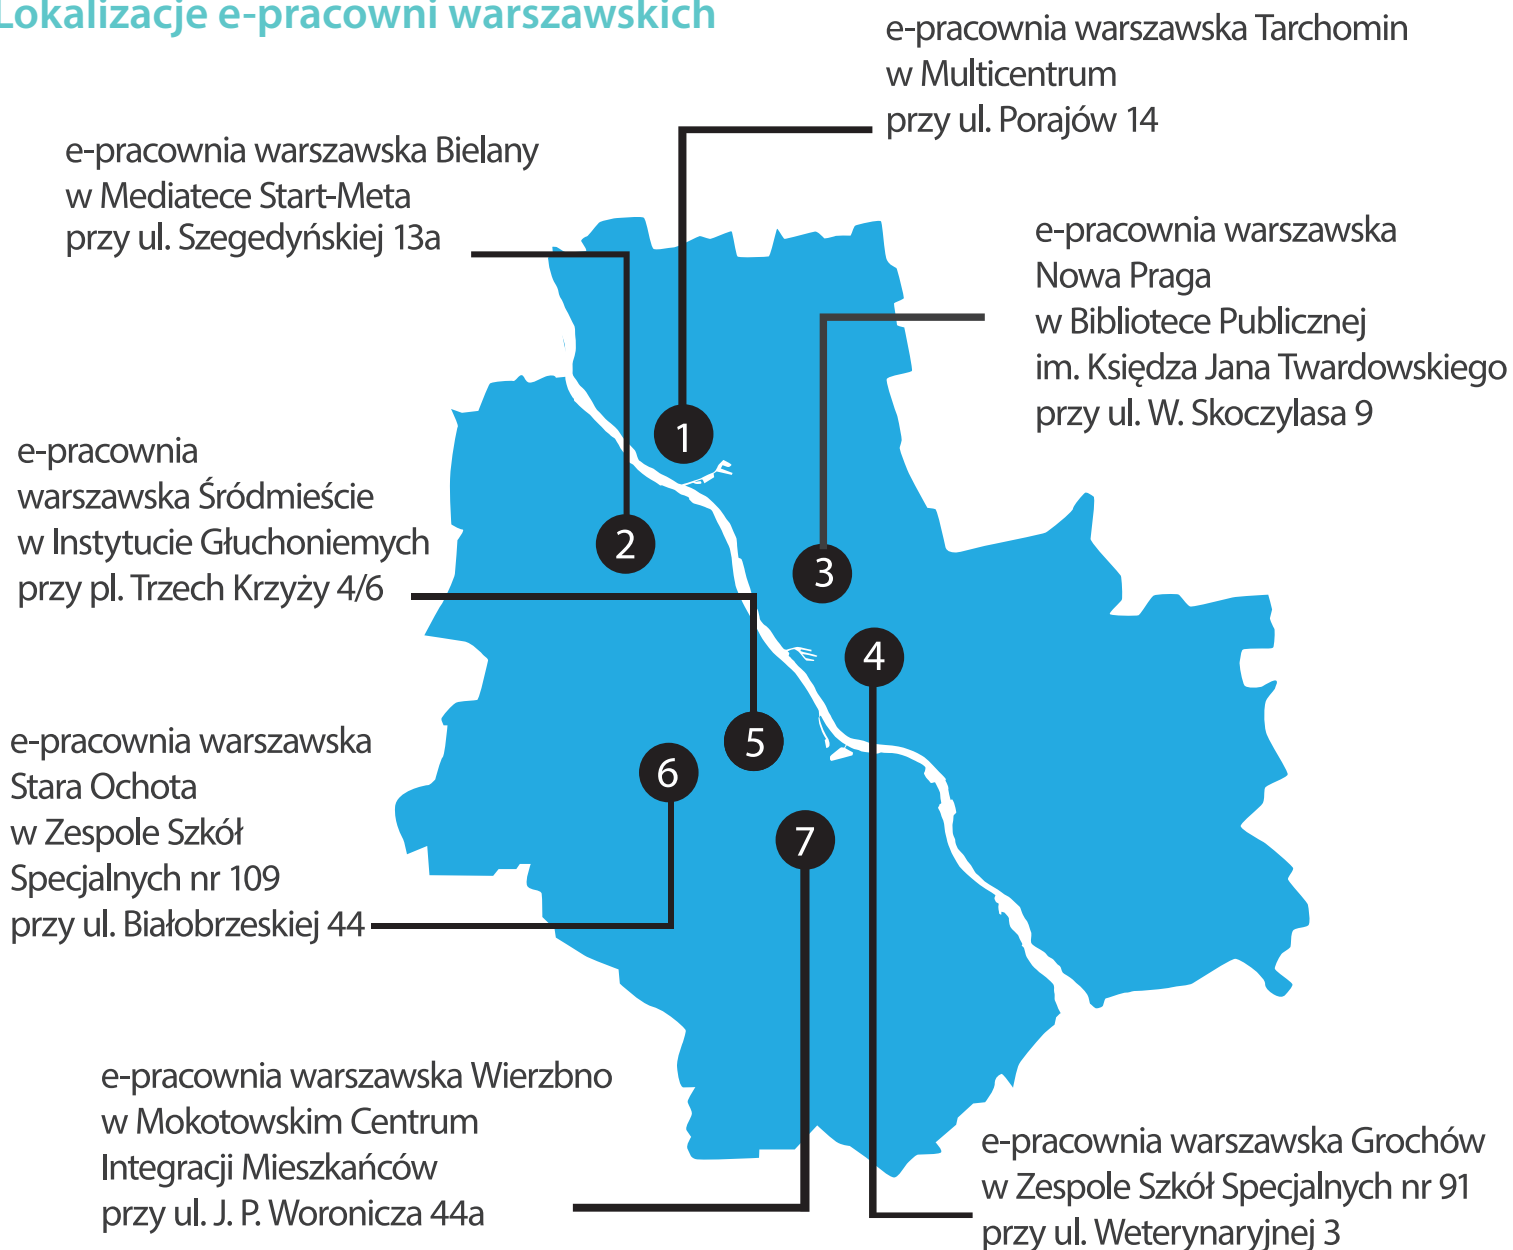 Lokalizacje e-pracowni warszawskich
e-pracownia warszawska Tarchomin
w Multicentrum
przy ul. Porajów 14
e-pracownia warszawska Bielany
w Mediatece Start-Meta
przy ul. Szegedyńskiej 13a
e-pracownia warszawska
Nowa Praga
w Bibliotece Publicznej
im. Księdza Jana Twardowskiego
przy ul. W. Skoczylasa 9
e-pracownia
warszawska Śródmieście
w Instytucie Głuchoniemych
przy pl. Trzech Krzyży 4/6
1
2
3
4
5
6
7
e-pracownia warszawska
Stara Ochota
w Zespole Szkół
Specjalnych nr 109
przy ul. Białobrzeskiej 44
e-pracownia warszawska Wierzbno
w Mokotowskim Centrum
Integracji Mieszkańców
przy ul. J. P. Woronicza 44a
e-pracownia warszawska Grochów
w Zespole Szkół Specjalnych nr 91
przy ul. Weterynaryjnej 3